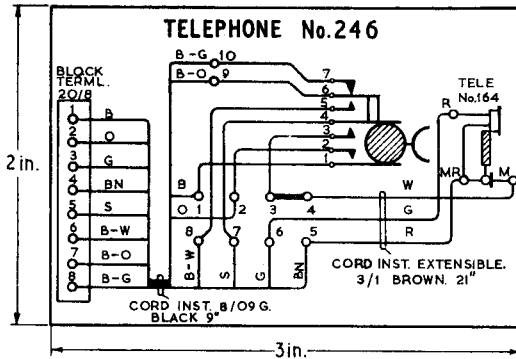 TELEPHONE No.246
B-G 10
B-O 9
7
6
5
4
3
2
1
BLOCK
TERML.
20/8
1 B
2 O
3 G
4 BN
5 S
6 B-W
7 B-O
8 B-G
TELE
No.164
R
MR
M
B 1 2 3 4 W
O
G
8 7 6 5 R
B-W
S
G
BN
CORD INST. EXTENSIBLE.
3/1 BROWN. 21"
CORD INST. 8/09 G.
BLACK 9"
2in.
3in.